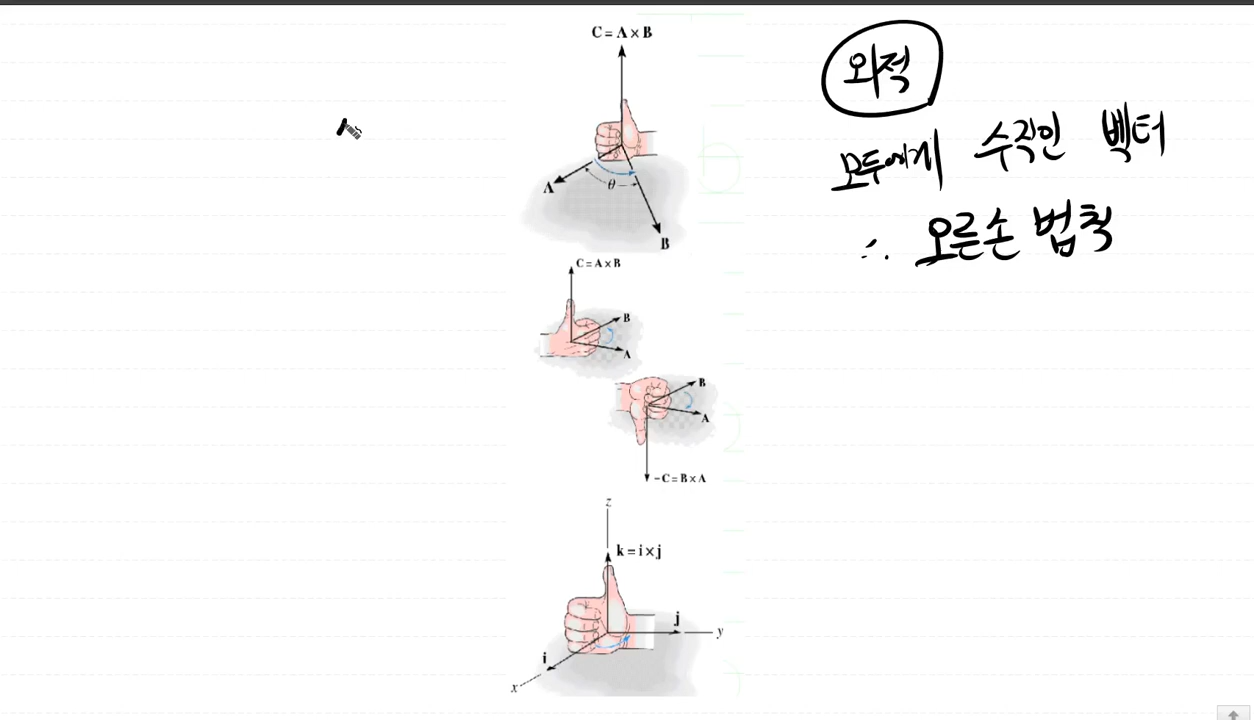 C = A × B
A
θ
B
C = A × B
B
A
B
A
−C = B × A
z
k = i × j
j
y
i
x
외적
모두에게 수직인 벡터
∴ 오른손 법칙